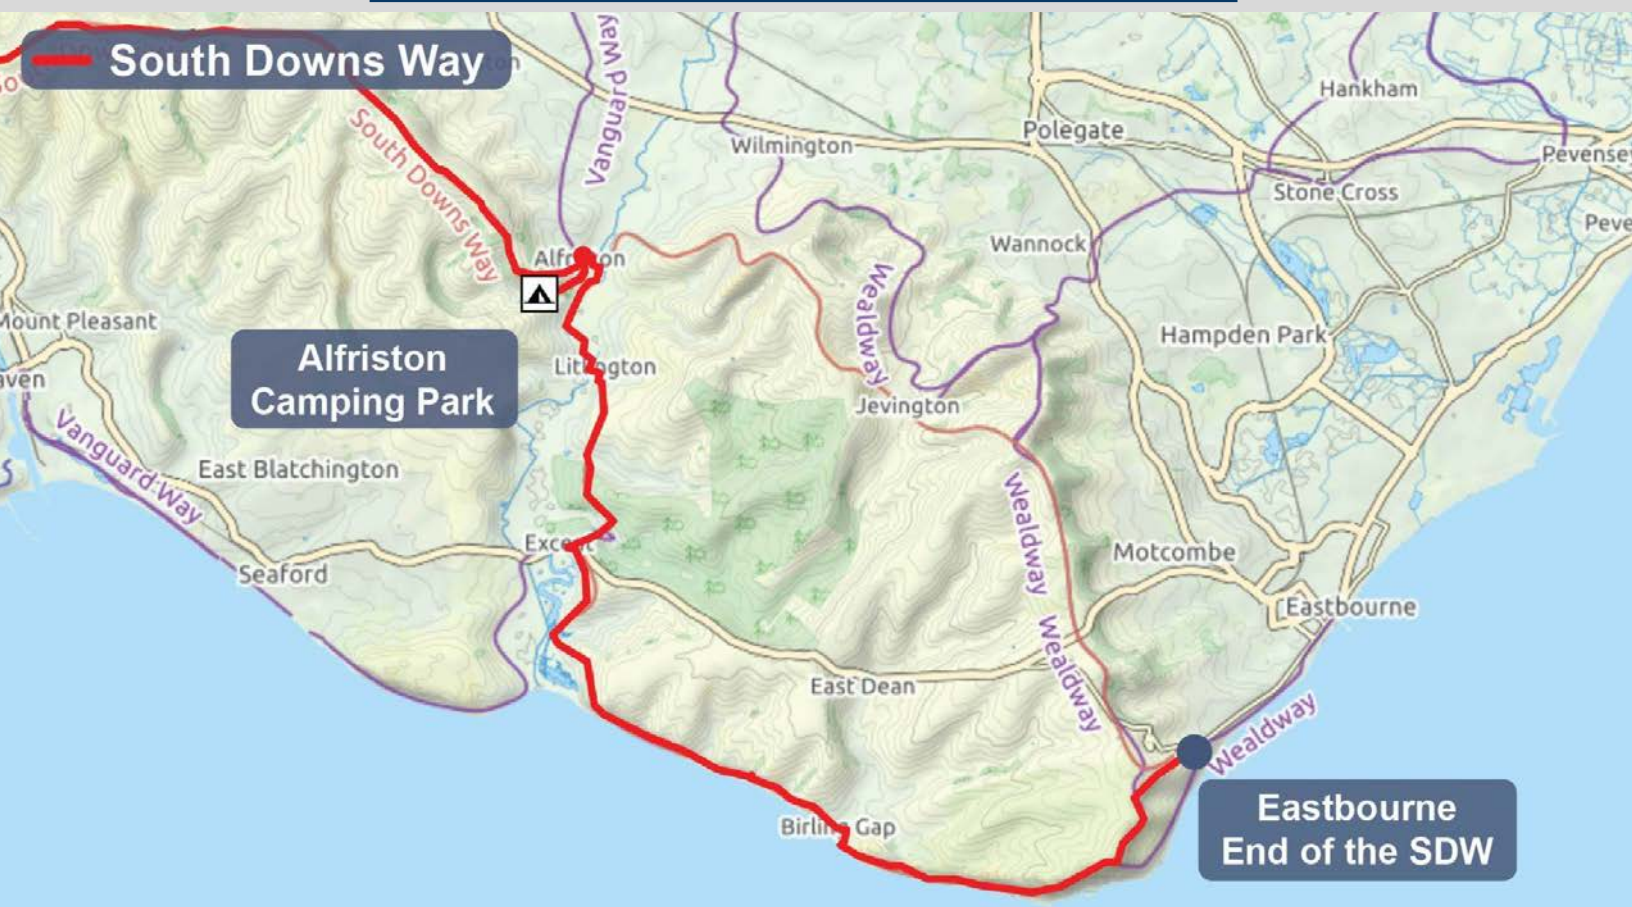 South Downs Way
Vanguard Way
Hankham
Polegate
Wilmington
Pevensey
South Downs Way
Stone Cross
Wannock
Alfriston
Wealdway
Mount Pleasant
Hampden Park
Alfriston
Camping Park
Litlington
Jevington
Vanguard Way
East Blatchington
Wealdway
Exceat
Motcombe
Seaford
Eastbourne
Wealdway
East Dean
Wealdway
Birling Gap
Eastbourne
End of the SDW